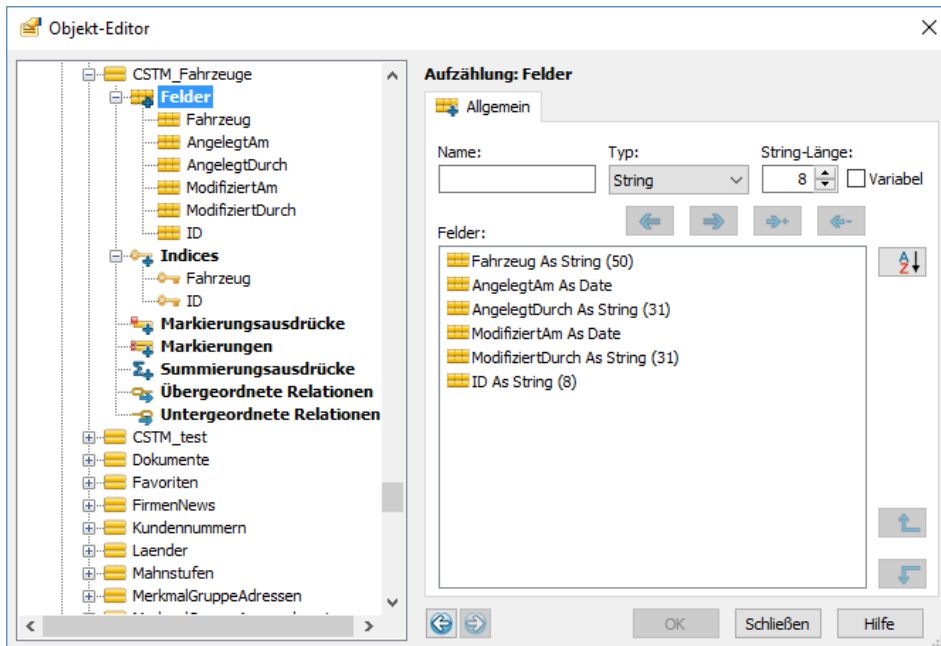 Objekt-Editor
CSTM_Fahrzeuge
Felder
Fahrzeug
AngelegtAm
AngelegtDurch
ModifiziertAm
ModifiziertDurch
ID
Indices
Fahrzeug
ID
Markierungsausdrücke
Markierungen
Summierungsausdrücke
Übergeordnete Relationen
Untergeordnete Relationen
CSTM_test
Dokumente
Favoriten
FirmenNews
Kundennummern
Laender
Mahnstufen
MerkmalGruppeAdressen
Aufzählung: Felder
Allgemein
Name:
Typ:
String-Länge:
String
8
Variabel
Felder:
Fahrzeug As String (50)
AngelegtAm As Date
AngelegtDurch As String (31)
ModifiziertAm As Date
ModifiziertDurch As String (31)
ID As String (8)
A
Z
OK
Schließen
Hilfe